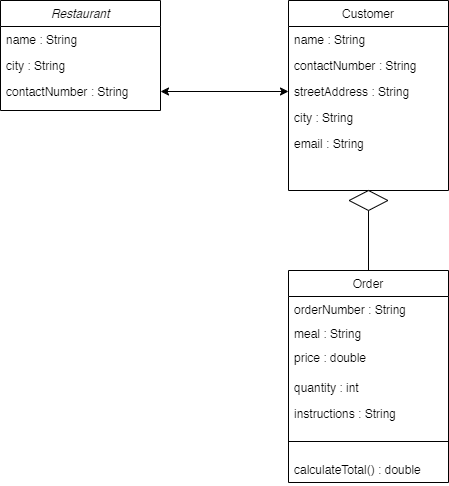 Restaurant
name : String
city : String
contactNumber : String
Customer
name : String
contactNumber : String
streetAddress : String
city : String
email : String
Order
orderNumber : String
meal : String
price : double
quantity : int
instructions : String
calculateTotal() : double